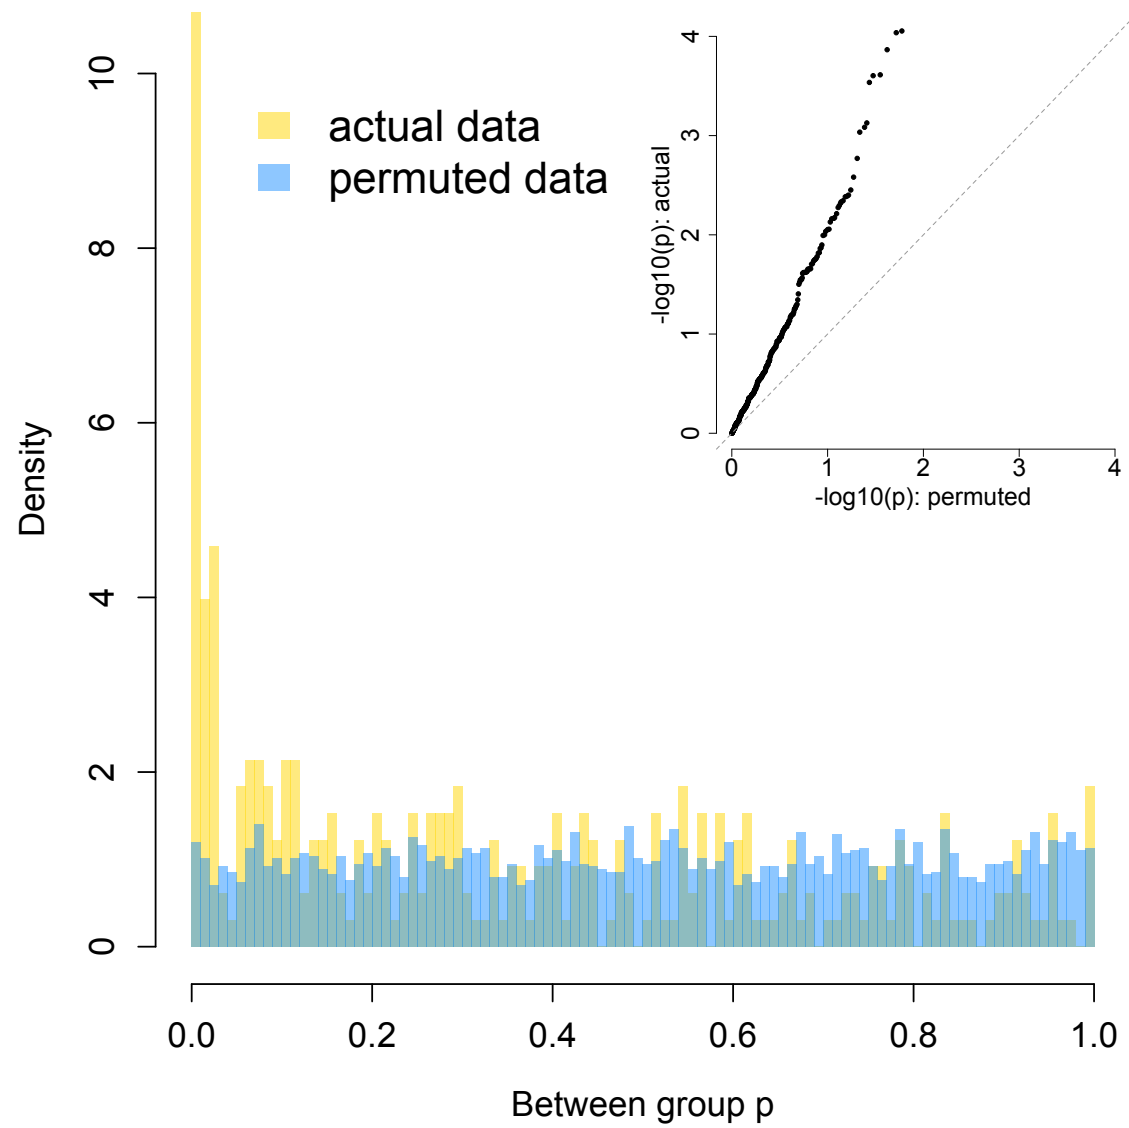 actual data
permuted data
Density
10
8
6
4
2
0
0.0 0.2 0.4 0.6 0.8 1.0
Between group p
-log10(p): actual
4
3
2
1
0
0 1 2 3 4
-log10(p): permuted